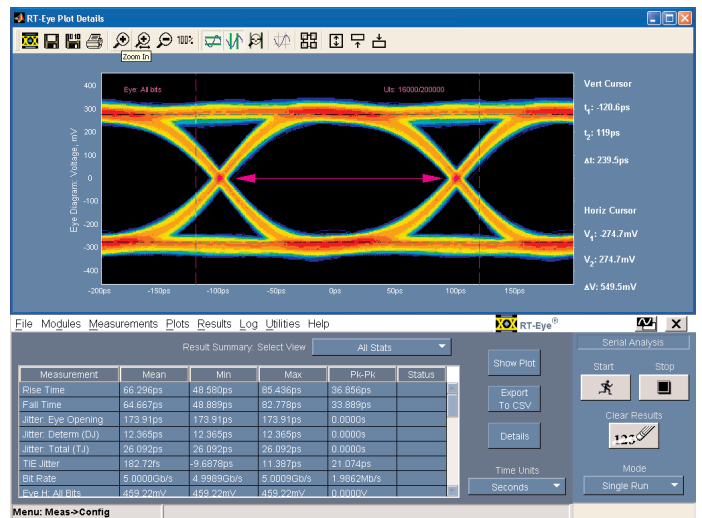 RT-Eye Plot Details
100%
Zoom In
Eye: All bits
UIs: 16000/200000
Eye Diagram: Voltage, mV
400
300
200
100
0
-100
-200
-300
-400
-200ps -150ps -100ps -50ps 0ps 50ps 100ps 150ps
Vert Cursor
t1: -120.6ps
t2: 119ps
Δt: 239.5ps
Horiz Cursor
V1: -274.7mV
V2: 274.7mV
ΔV: 549.5mV
File Modules Measurements Plots Results Log Utilities Help
RT-Eye®
X
Result Summary: Select View All Stats
Measurement Mean Min Max Pk-Pk Status
Rise Time 66.296ps 48.580ps 85.436ps 36.856ps
Fall Time 64.667ps 48.889ps 82.778ps 33.889ps
Jitter: Eye Opening 173.91ps 173.91ps 173.91ps 0.0000s
Jitter: Determ (DJ) 12.365ps 12.365ps 12.365ps 0.0000s
Jitter: Total (TJ) 26.092ps 26.092ps 26.092ps 0.0000s
TIE Jitter 182.72fs -9.6878ps 11.387ps 21.074ps
Bit Rate 5.0000Gb/s 4.9989Gb/s 5.0009Gb/s 1.9862Mb/s
Eye H: All Bits 459.22mV 459.22mV 459.22mV 0.0000V
Show Plot
Export
To CSV
Details
Time Units
Seconds
Serial Analysis
Start Stop
Clear Results
123
Mode
Single Run
Menu: Meas->Config